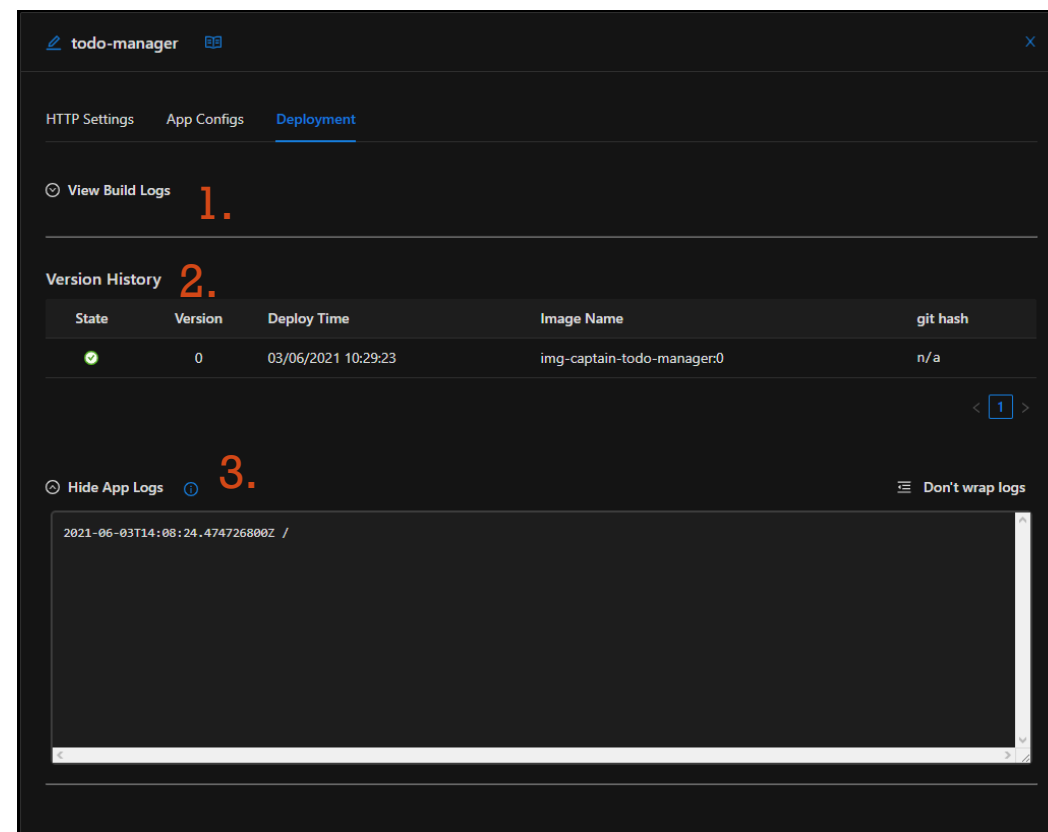 todo-manager
HTTP Settings App Configs Deployment
View Build Logs 1.
Version History 2.
State Version Deploy Time Image Name git hash
0 03/06/2021 10:29:23 img-captain-todo-manager:0 n/a
< 1 >
Hide App Logs 3. Don't wrap logs
2021-06-03T14:08:24.474726800Z /